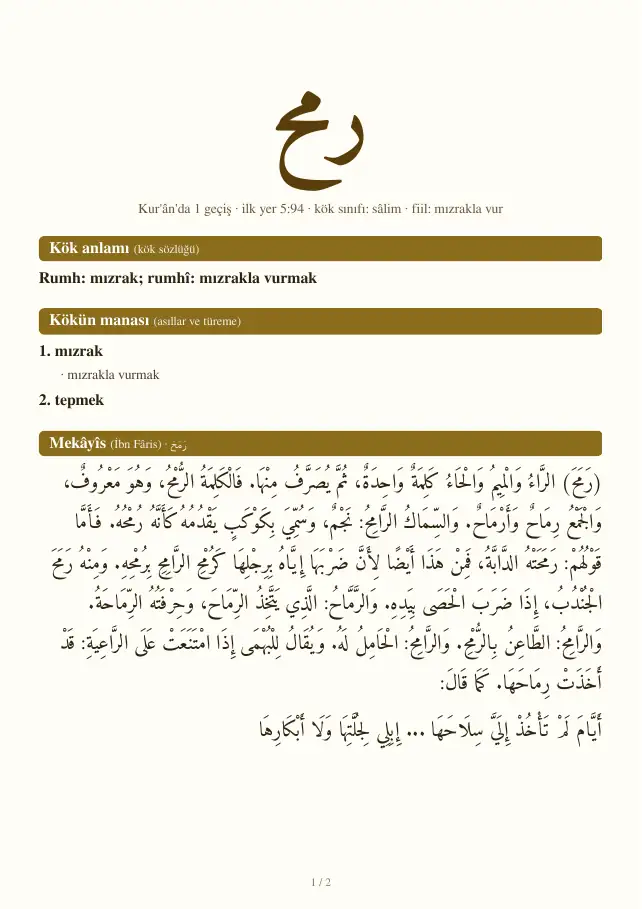 رمح
Kur'ân'da 1 geçiş · ilk yer 5:94 · kök sınıfı: sâlim · fiil: mızrakla vur
Kök anlamı (kök sözlüğü)
Rumh: mızrak; rumhî: mızrakla vurmak
Kökün manası (asıllar ve türeme)
1. mızrak
· mızrakla vurmak
2. tepmek
Mekâyîs (İbn Fâris) · رَمَحَ
(رَمَحَ) الرَّاءُ وَالْمِيمُ وَالْحَاءُ كَلِمَةٌ وَاحِدَةٌ، ثُمَّ يُصَرَّفُ مِنْهَا. فَالْكَلِمَةُ الرُّمْحُ، وَهُوَ مَعْرُوفٌ،
وَالْجَمْعُ رِمَاحٌ وَأَرْمَاحٌ. وَالسِّمَاكُ الرَّامِحُ: نَجْمٌ، وَسُمِّيَ بِكَوْكَبٍ يَقْدُمُهُ كَأَنَّهُ رُمْحُهُ. فَأَمَّا
قَوْلُهُمْ: رَمَحَتْهُ الدَّابَّةُ، فَمِنْ هَذَا أَيْضًا لِأَنَّ ضَرْبَهَا إِيَّاهُ بِرِجْلِهَا كَرُمْحِ الرَّامِحِ بِرُمْحِهِ. وَمِنْهُ رَمَحَ
الْجُنْدُبُ، إِذَا ضَرَبَ الْحَصَى بِيَدِهِ. وَالرَّمَّاحُ: الَّذِي يَتَّخِذُ الرِّمَاحَ، وَحِرْفَتُهُ الرِّمَاحَةُ.
وَالرَّامِحُ: الطَّاعِنُ بِالرُّمْحِ. وَالرَّامِحُ: الْحَامِلُ لَهُ. وَيُقَالُ لِلْبُهْمَى إِذَا امْتَنَعَتْ عَلَى الرَّاعِيَةِ: قَدْ
أَخَذَتْ رِمَاحَهَا. كَمَا قَالَ:
أَيَّامَ لَمْ تَأْخُذْ إِلَيَّ سِلَاحَهَا ... إِبِلِي لِجُلَّتِهَا وَلَا أَبْكَارِهَا
1 / 2